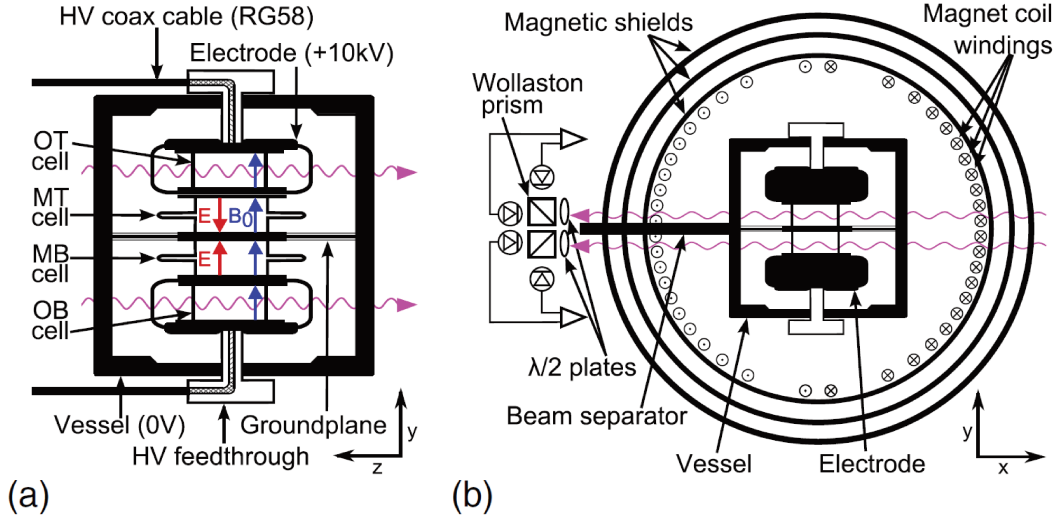 HV coax cable (RG58)
Electrode (+10kV)
OT
cell
MT
cell
MB
cell
OB
cell
E
B0
E
Vessel (0V)
Groundplane
HV feedthrough
y
z
(a)
Magnetic shields
Magnet coil
windings
Wollaston
prism
λ/2 plates
Beam separator
Vessel
Electrode
y
x
(b)